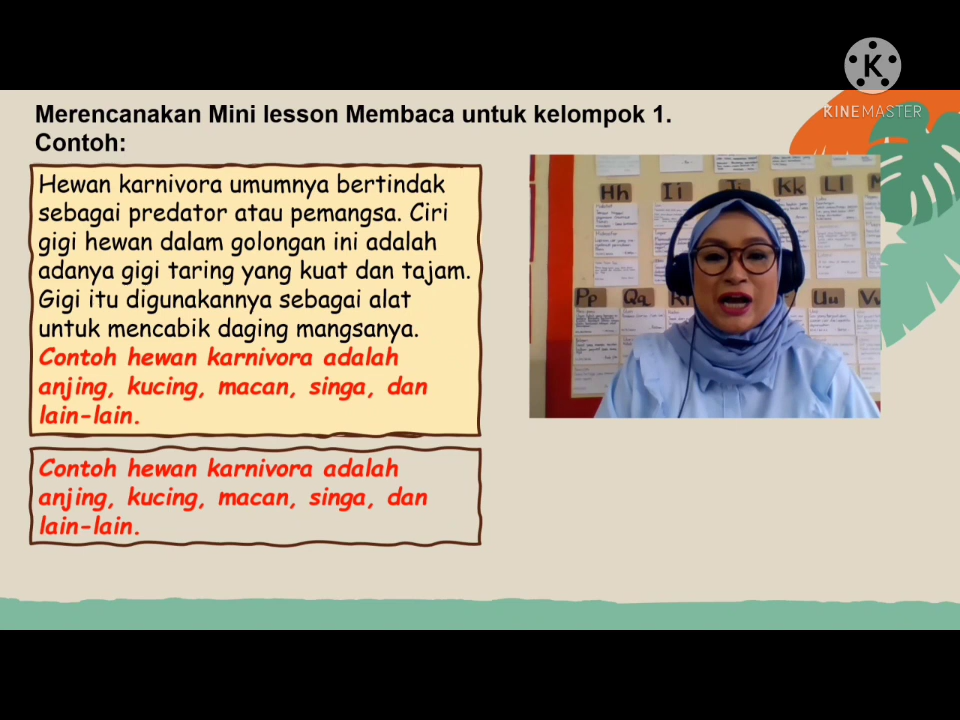 Merencanakan Mini lesson Membaca untuk kelompok 1.
Contoh:
Hewan karnivora umumnya bertindak
sebagai predator atau pemangsa. Ciri
gigi hewan dalam golongan ini adalah
adanya gigi taring yang kuat dan tajam.
Gigi itu digunakannya sebagai alat
untuk mencabik daging mangsanya.
Contoh hewan karnivora adalah
anjing, kucing, macan, singa, dan
lain-lain.
Contoh hewan karnivora adalah
anjing, kucing, macan, singa, dan
lain-lain.
K
KINEMASTER
Hh Ii Jj Kk Ll
Pp Qq Uu